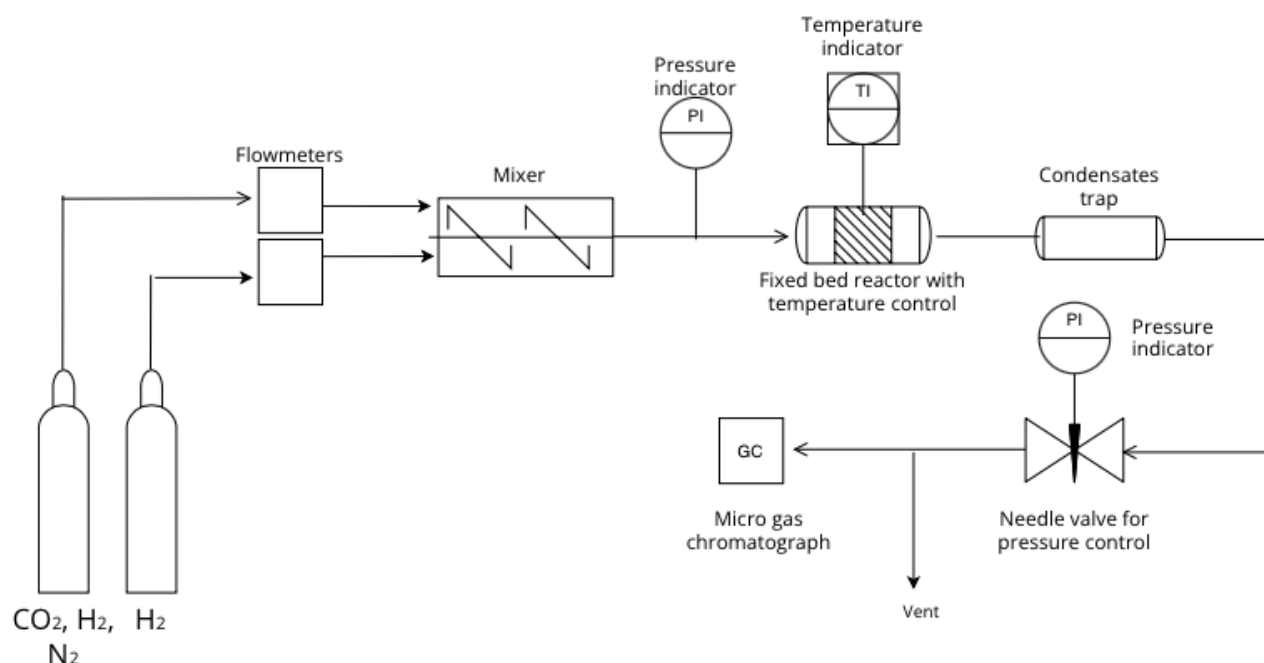 Temperature
indicator
TI
Pressure
indicator
PI
Flowmeters
Mixer
Condensates
trap
Fixed bed reactor with
temperature control
PI
Pressure
indicator
GC
Micro gas
chromatograph
Needle valve for
pressure control
Vent
CO₂, H₂,
N₂
H₂